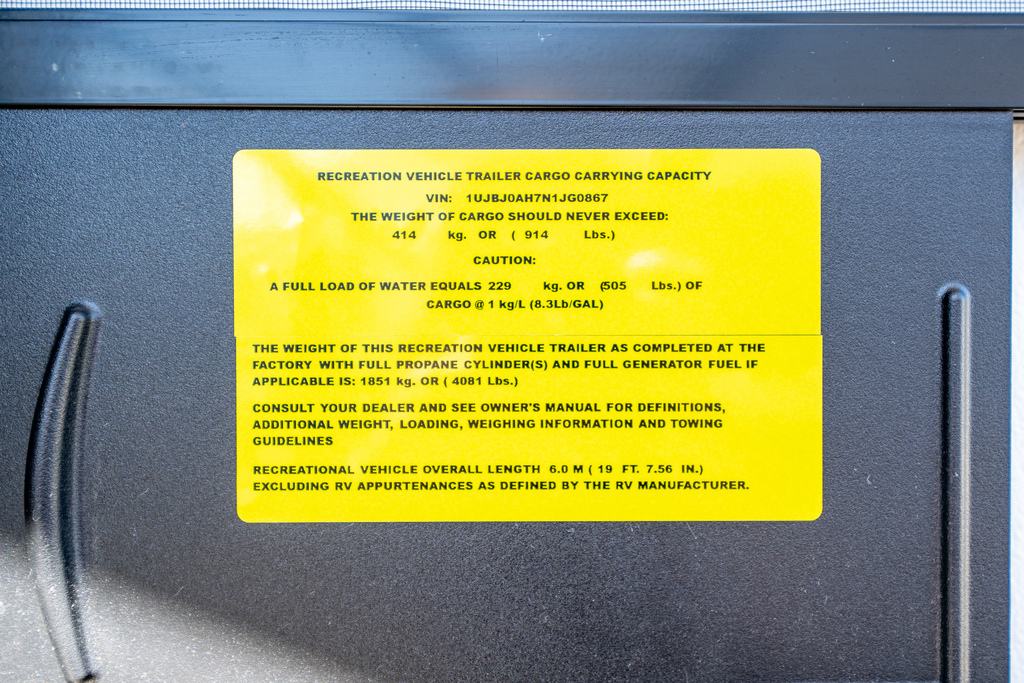 RECREATION VEHICLE TRAILER CARGO CARRYING CAPACITY
VIN: 1UJBJ0AH7N1JG0867
THE WEIGHT OF CARGO SHOULD NEVER EXCEED:
414 kg. OR ( 914 Lbs.)
CAUTION:
A FULL LOAD OF WATER EQUALS 229 kg. OR (505 Lbs.) OF
CARGO @ 1 kg/L (8.3Lb/GAL)
THE WEIGHT OF THIS RECREATION VEHICLE TRAILER AS COMPLETED AT THE
FACTORY WITH FULL PROPANE CYLINDER(S) AND FULL GENERATOR FUEL IF
APPLICABLE IS: 1851 kg. OR ( 4081 Lbs.)
CONSULT YOUR DEALER AND SEE OWNER'S MANUAL FOR DEFINITIONS,
ADDITIONAL WEIGHT, LOADING, WEIGHING INFORMATION AND TOWING
GUIDELINES
RECREATIONAL VEHICLE OVERALL LENGTH 6.0 M ( 19 FT. 7.56 IN.)
EXCLUDING RV APPURTENANCES AS DEFINED BY THE RV MANUFACTURER.